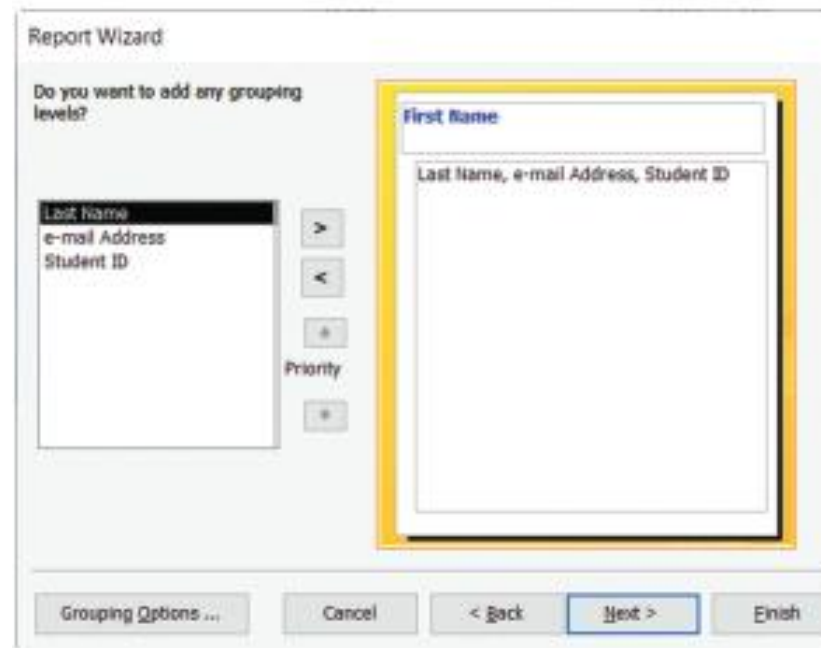 Report Wizard
Do you want to add any grouping
levels?
First Name
Last Name, e-mail Address, Student ID
Last Name
e-mail Address
Student ID
>
<
Priority
Grouping Options ...
Cancel
< Back
Next >
Finish